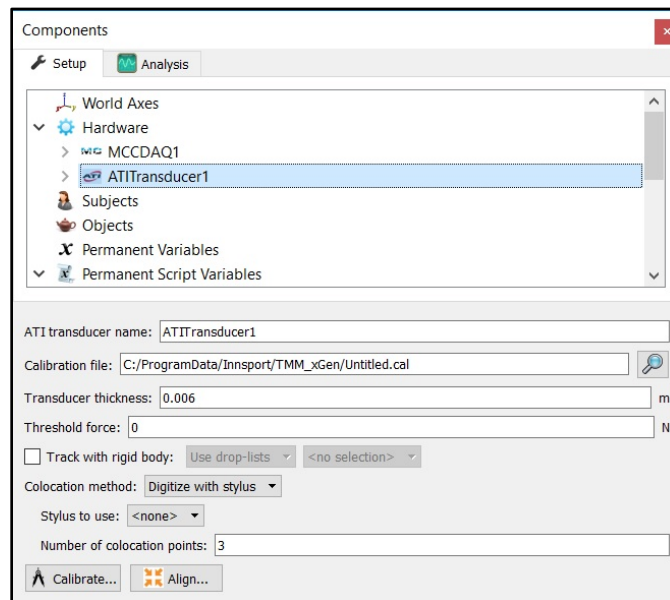 Components
Setup Analysis
World Axes
Hardware
MC MCCDAQ1
ATI ATITransducer1
Subjects
Objects
x Permanent Variables
x Permanent Script Variables
ATI transducer name: ATITransducer1
Calibration file: C:/ProgramData/Innsport/TMM_xGen/Untitled.cal
Transducer thickness: 0.006 m
Threshold force: 0 N
Track with rigid body: Use drop-lists <no selection>
Colocation method: Digitize with stylus
Stylus to use: <none>
Number of colocation points: 3
Calibrate... Align...